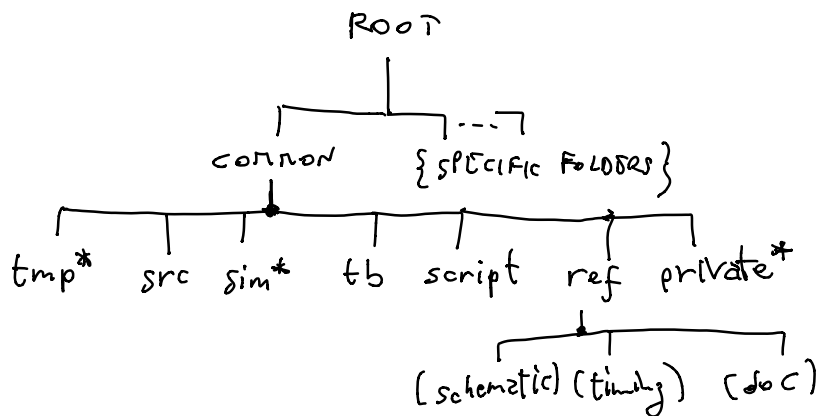 ROOT
COMMON {SPECIFIC FOLDERS}
tmp* src sim* tb script ref private*
(schematic) (timing) (doc)